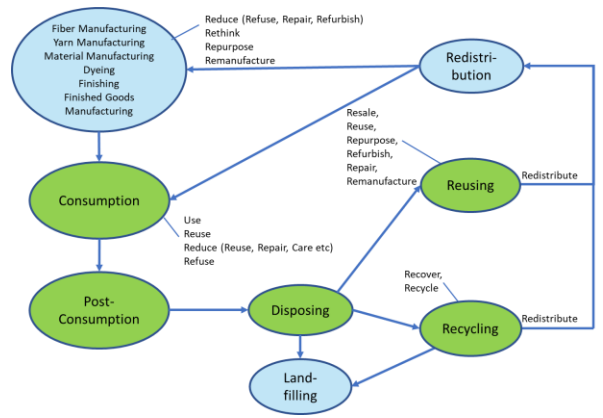 Fiber Manufacturing
Yarn Manufacturing
Material Manufacturing
Dyeing
Finishing
Finished Goods
Manufacturing
Reduce (Refuse, Repair, Refurbish)
Rethink
Repurpose
Remanufacture
Redistri-
bution
Resale,
Reuse,
Repurpose,
Refurbish,
Repair,
Remanufacture
Consumption
Reusing
Redistribute
Use
Reuse
Reduce (Reuse, Repair, Care etc)
Refuse
Post-
Consumption
Disposing
Recover,
Recycle
Recycling
Redistribute
Land-
filling